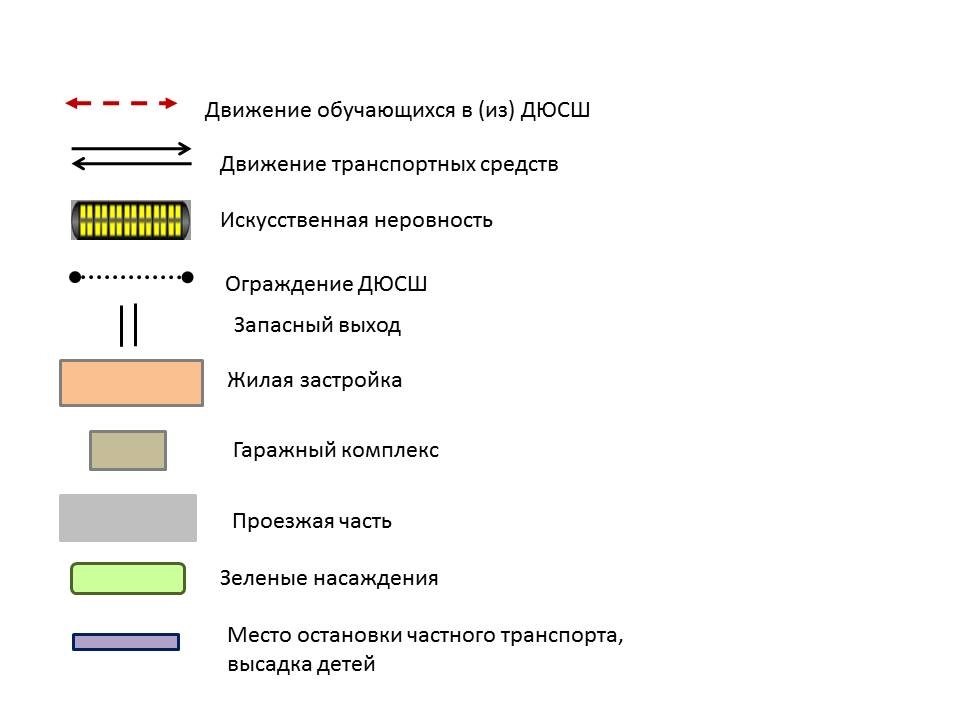 Движение обучающихся в (из) ДЮСШ
Движение транспортных средств
Искусственная неровность
Ограждение ДЮСШ
Запасный выход
Жилая застройка
Гаражный комплекс
Проезжая часть
Зеленые насаждения
Место остановки частного транспорта,
высадка детей